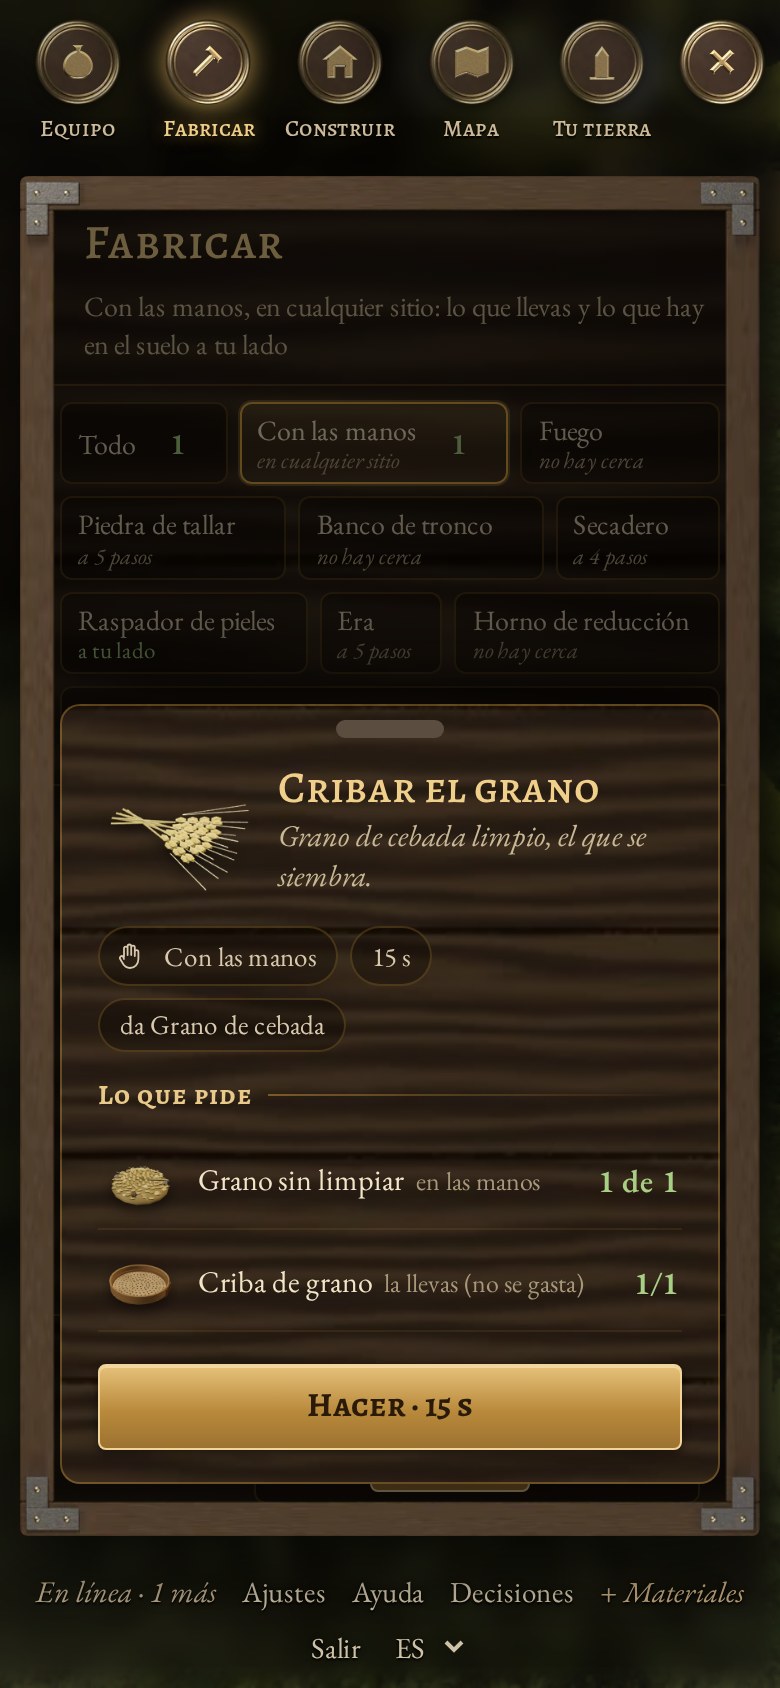 Equipo Fabricar Construir Mapa Tu tierra
Fabricar
Con las manos, en cualquier sitio: lo que llevas y lo que hay
en el suelo a tu lado
Todo 1
Con las manos 1
en cualquier sitio
Fuego
no hay cerca
Piedra de tallar
a 5 pasos
Banco de tronco
no hay cerca
Secadero
a 4 pasos
Raspador de pieles
a tu lado
Era
a 5 pasos
Horno de reducción
no hay cerca
Cribar el grano
Grano de cebada limpio, el que se
siembra.
Con las manos 15 s
da Grano de cebada
Lo que pide
Grano sin limpiar en las manos 1 de 1
Criba de grano la llevas (no se gasta) 1/1
Hacer · 15 s
En línea · 1 más Ajustes Ayuda Decisiones + Materiales
Salir ES